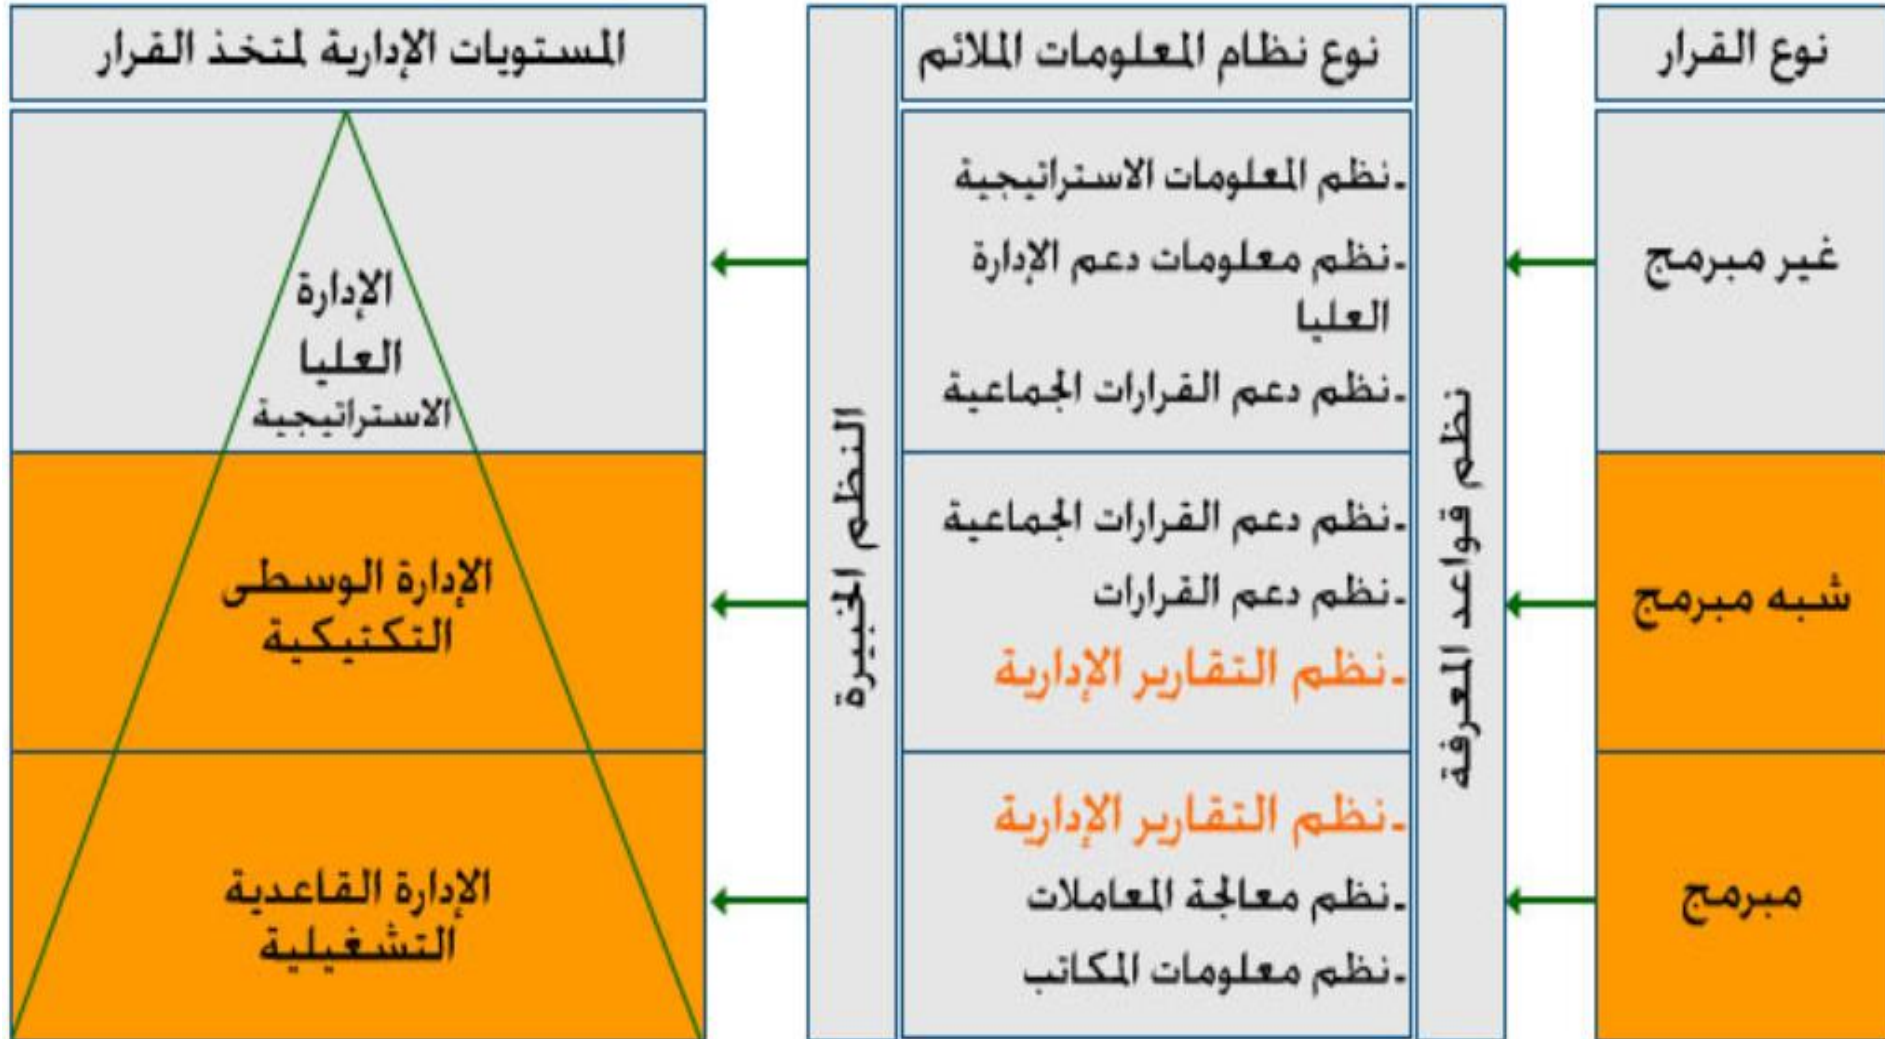 نوع القرار
نوع نظام المعلومات الملائم
المستويات الإدارية لمتخذ القرار
نظم قواعد المعرفة
النظم الخبيرة
غير مبرمج
-نظم المعلومات الاستراتيجية
-نظم معلومات دعم الإدارة
العليا
-نظم دعم القرارات الجماعية
الإدارة
العليا
الاستراتيجية
شبه مبرمج
-نظم دعم القرارات الجماعية
-نظم دعم القرارات
-نظم التقارير الإدارية
الإدارة الوسطى
التكتيكية
مبرمج
-نظم التقارير الإدارية
-نظم معالجة المعاملات
-نظم معلومات المكاتب
الإدارة القاعدية
التشغيلية